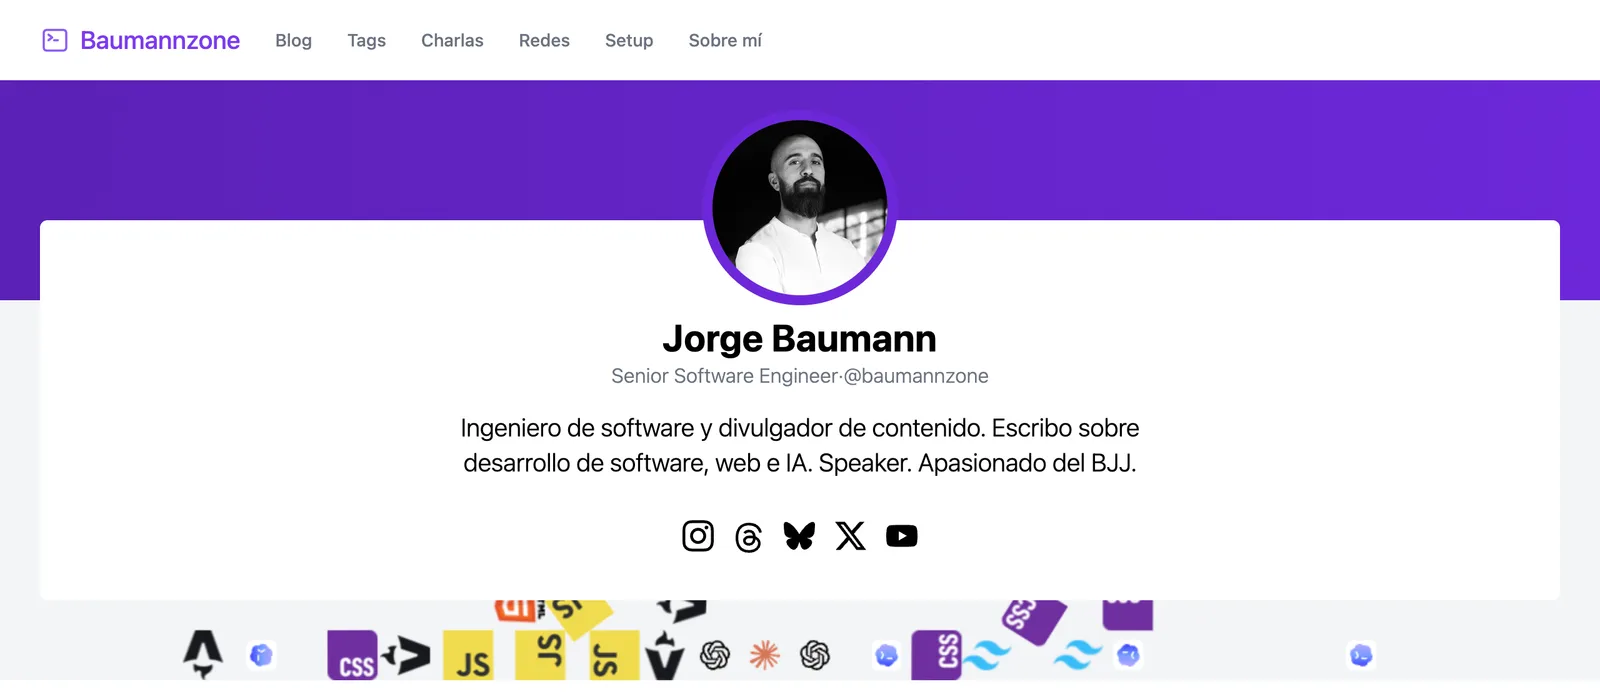 Baumannzone
Blog
Tags
Charlas
Redes
Setup
Sobre mí
Jorge Baumann
Senior Software Engineer·@baumannzone
Ingeniero de software y divulgador de contenido. Escribo sobre
desarrollo de software, web e IA. Speaker. Apasionado del BJJ.
JS
CSS
JS
JS
JS
CSS